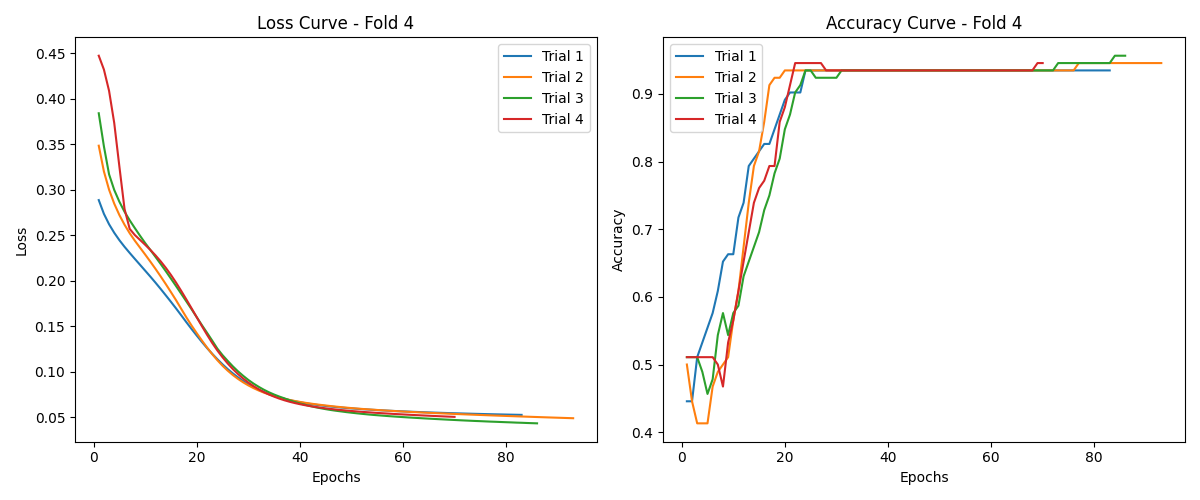 Loss Curve - Fold 4
Loss
0.45
0.40
0.35
0.30
0.25
0.20
0.15
0.10
0.05
0 20 40 60 80
Epochs
Trial 1
Trial 2
Trial 3
Trial 4
Accuracy Curve - Fold 4
Accuracy
0.9
0.8
0.7
0.6
0.5
0.4
0 20 40 60 80
Epochs
Trial 1
Trial 2
Trial 3
Trial 4